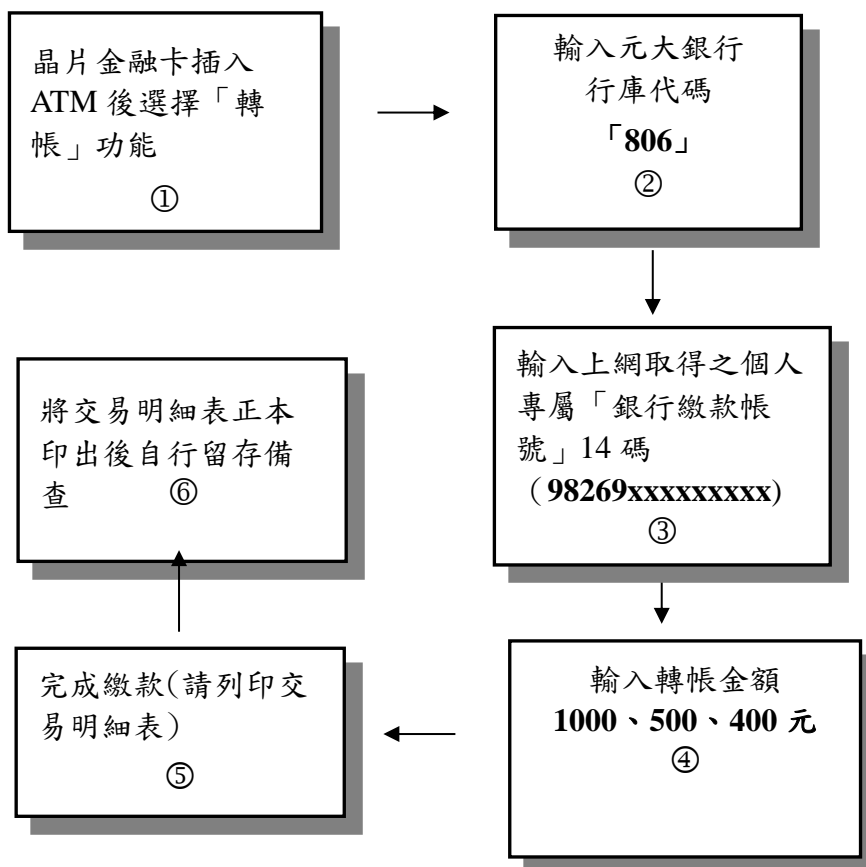 晶片金融卡插入
ATM 後選擇「轉
帳」功能
①
輸入元大銀行
行庫代碼
「806」
②
輸入上網取得之個人
專屬「銀行繳款帳
號」14 碼
（98269xxxxxxxxx)
③
輸入轉帳金額
1000、500、400 元
④
完成繳款(請列印交
易明細表)
⑤
將交易明細表正本
印出後自行留存備
查 ⑥